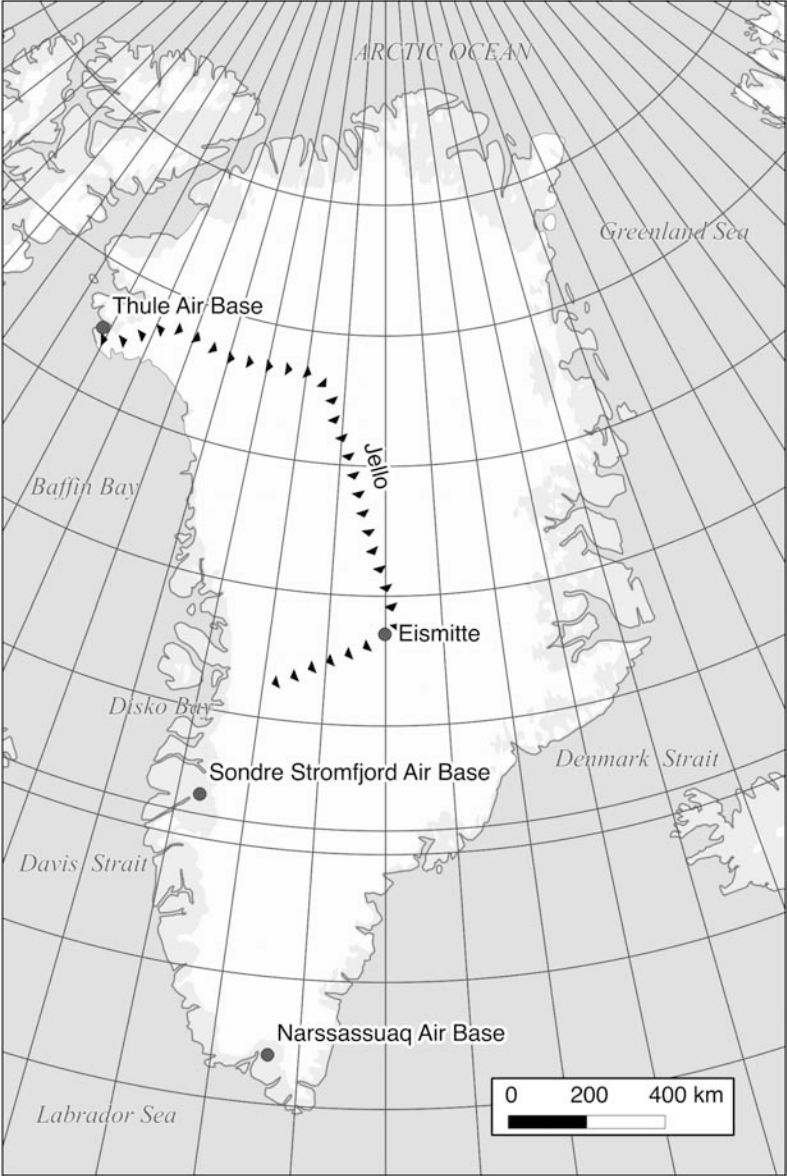 ARCTIC OCEAN
Greenland Sea
Thule Air Base
Jello
Baffin Bay
Eismitte
Disko Bay
Denmark Strait
Sondre Stromfjord Air Base
Davis Strait
Narssassuaq Air Base
0 200 400 km
Labrador Sea